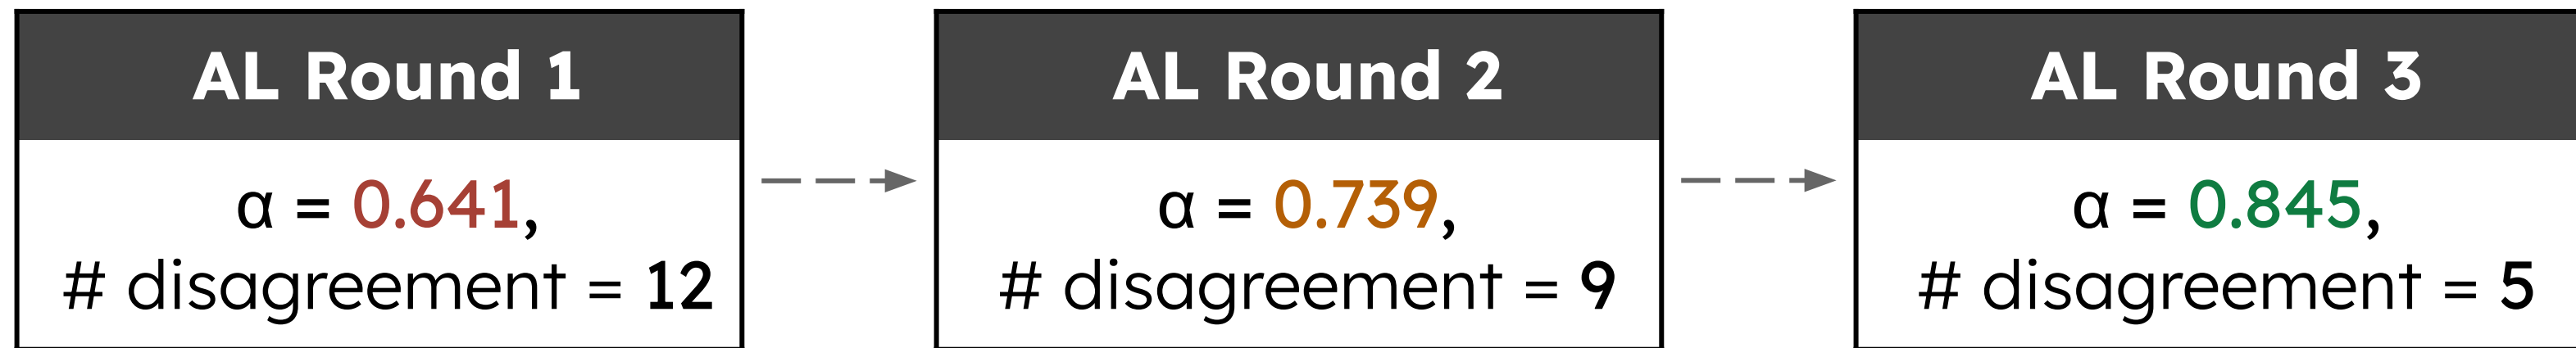 AL Round 1
α = 0.641,
# disagreement = 12
AL Round 2
α = 0.739,
# disagreement = 9
AL Round 3
α = 0.845,
# disagreement = 5